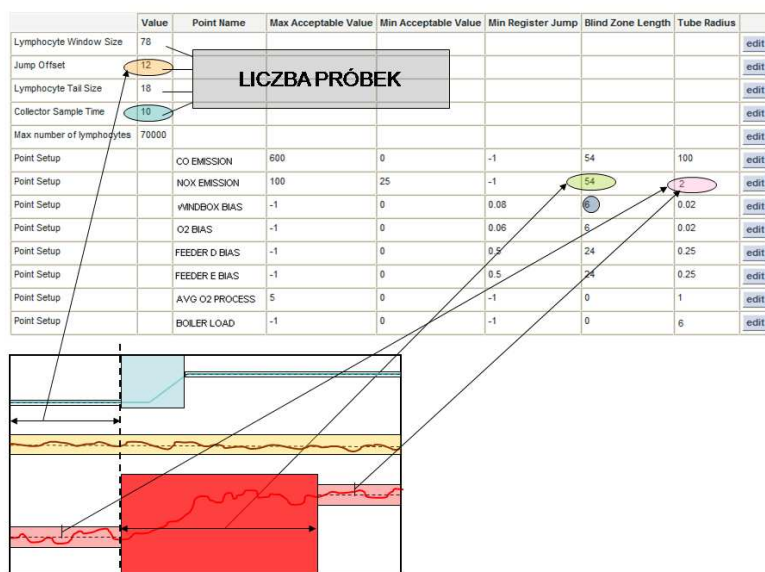 Value Point Name Max Acceptable Value Min Acceptable Value Min Register Jump Blind Zone Length Tube Radius
Lymphocyte Window Size 78 edit
Jump Offset 12 edit
LICZBA PRÓBEK
Lymphocyte Tail Size 18 edit
Collector Sample Time 10 edit
Max number of lymphocytes 70000 edit
Point Setup CO EMISSION 600 0 -1 54 100 edit
Point Setup NOX EMISSION 100 25 -1 54 2 edit
Point Setup WINDBOX BIAS -1 0 0.08 6 0.02 edit
Point Setup O2 BIAS -1 0 0.06 6 0.02 edit
Point Setup FEEDER D BIAS -1 0 0.5 24 0.25 edit
Point Setup FEEDER E BIAS -1 0 0.5 24 0.25 edit
Point Setup AVG O2 PROCESS 5 0 -1 0 1 edit
Point Setup BOILER LOAD -1 0 -1 0 6 edit